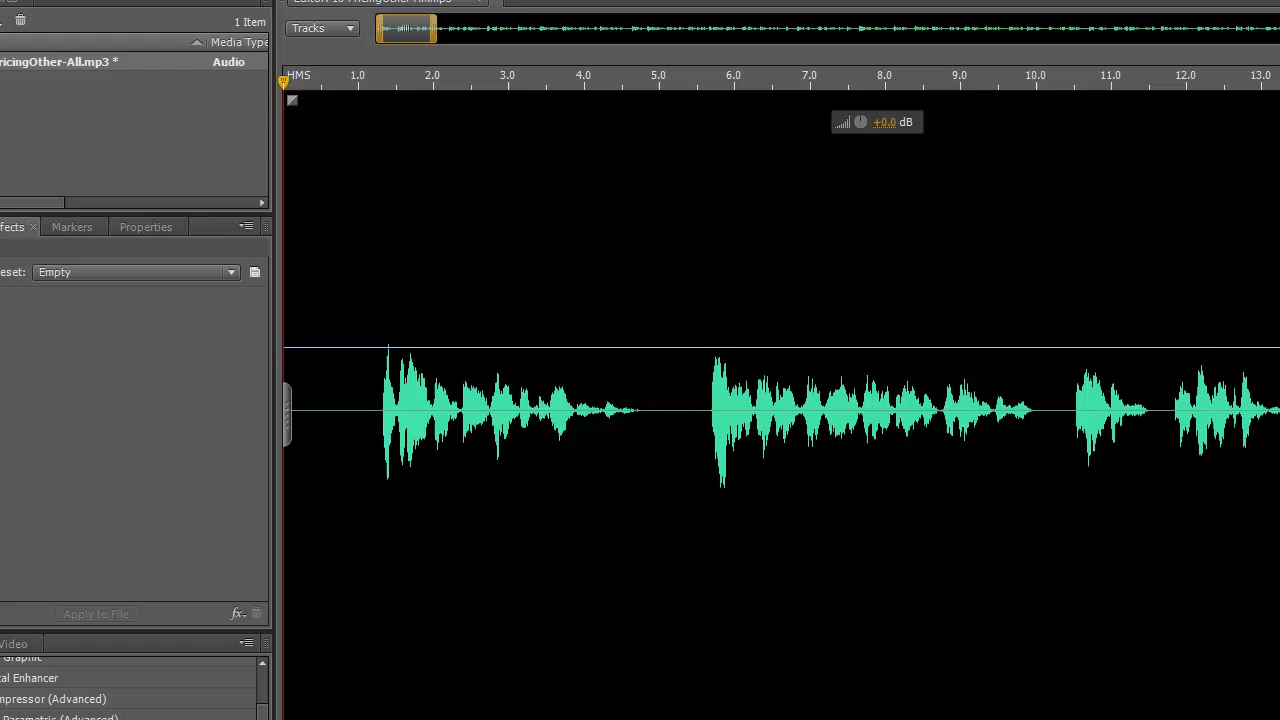 1 Item
Media Type
ricingOther-All.mp3 *
Audio
Tracks
HMS 1.0 2.0 3.0 4.0 5.0 6.0 7.0 8.0 9.0 10.0 11.0 12.0 13.0
+0.0 dB
fects
Markers
Properties
eset:
Empty
Apply to File
fx
Video
Graphic
tal Enhancer
mpressor (Advanced)
Parametric (Advanced)